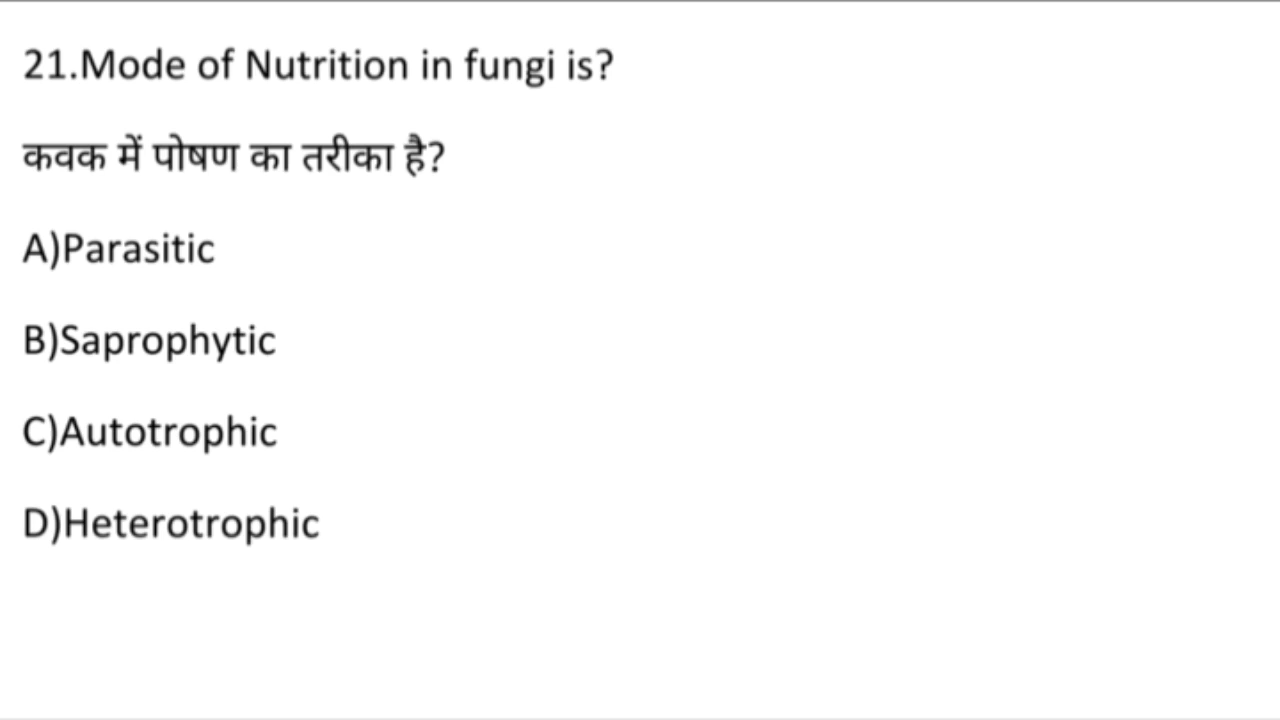 21.Mode of Nutrition in fungi is?
कवक में पोषण का तरीका है?
A)Parasitic
B)Saprophytic
C)Autotrophic
D)Heterotrophic